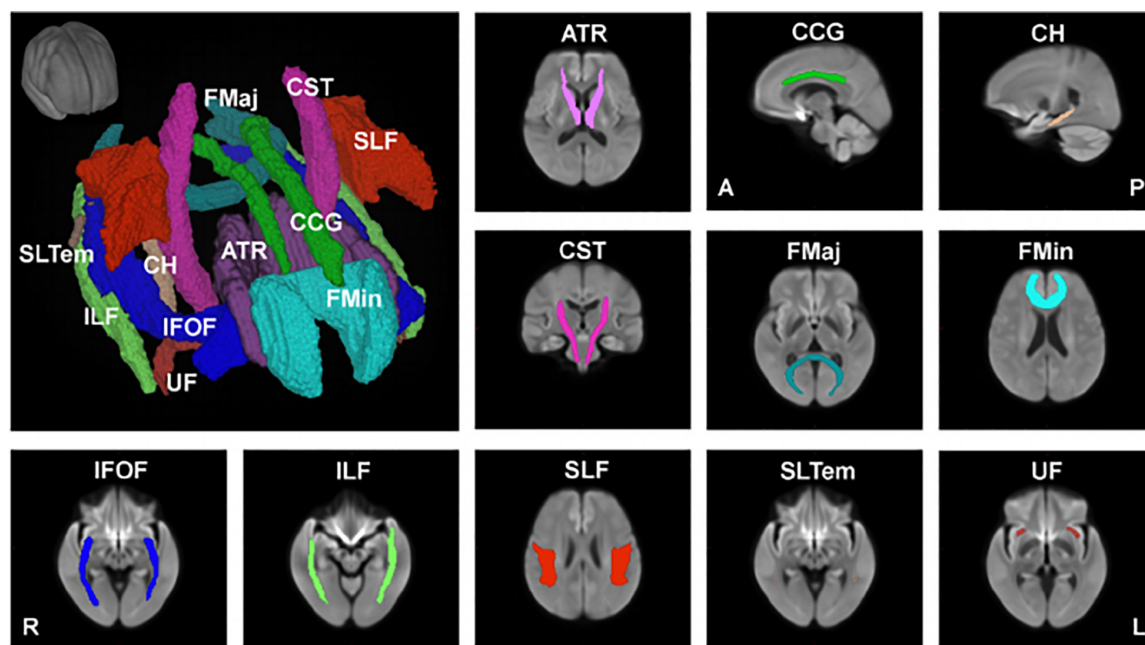 ATR
CCG
CH
CST
FMaj
SLF
CCG
ATR
SLTem
CH
FMin
ILF
IFOF
UF
A
P
CST
FMaj
FMin
IFOF
ILF
SLF
SLTem
UF
R
L